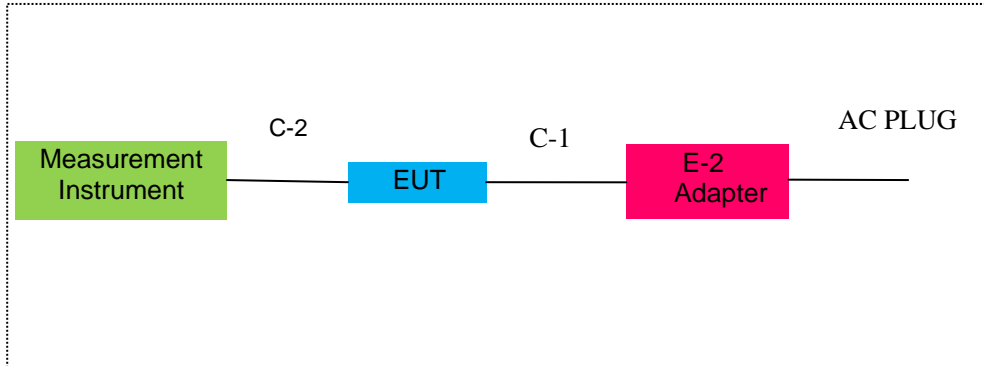 C-2
C-1
AC PLUG
Measurement
Instrument
EUT
E-2
Adapter